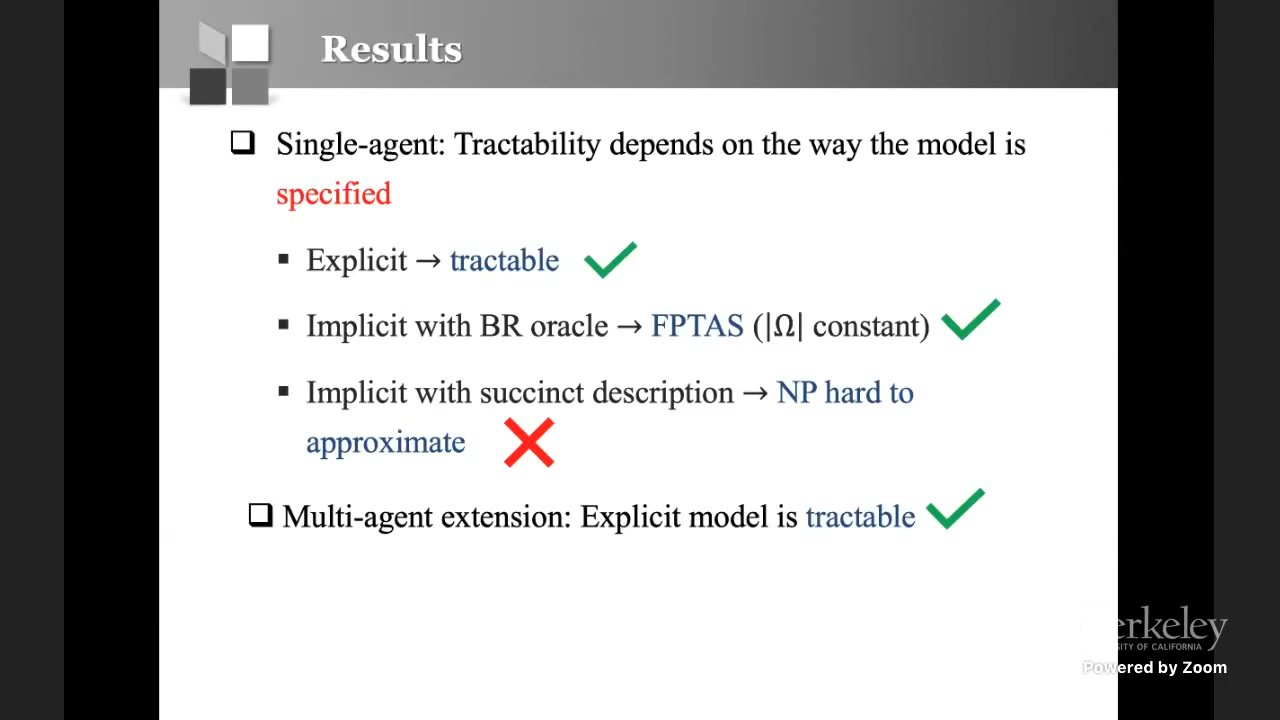 Results
Single-agent: Tractability depends on the way the model is
specified
Explicit → tractable
Implicit with BR oracle → FPTAS (|Ω| constant)
Implicit with succinct description → NP hard to
approximate
Multi-agent extension: Explicit model is tractable
erkeley
SITY OF CALIFORNIA
Powered by Zoom